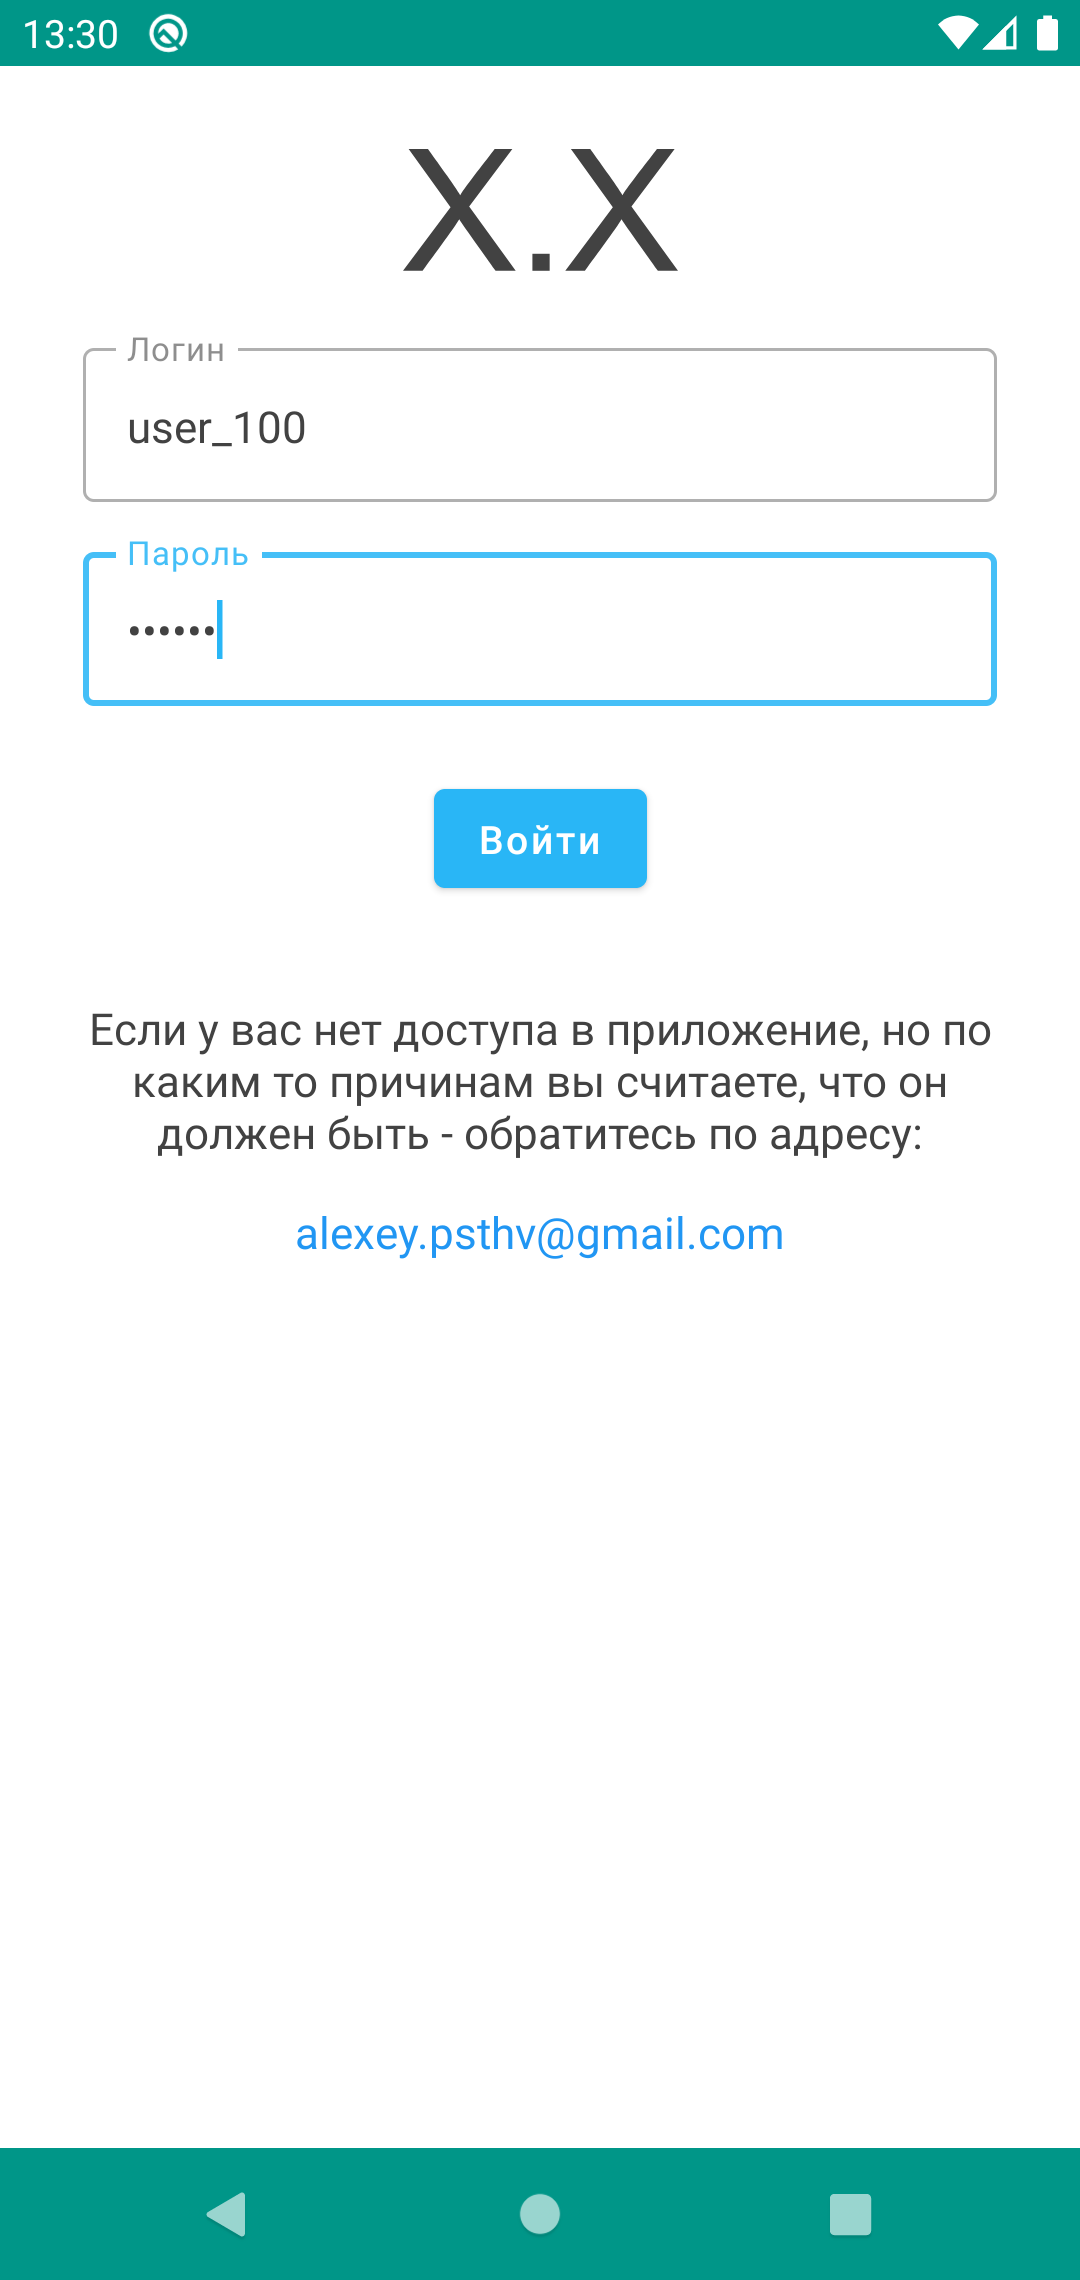 13:30
X.X
Логин
user_100
Пароль
••••••
Войти
Если у вас нет доступа в приложение, но по
каким то причинам вы считаете, что он
должен быть - обратитесь по адресу:
alexey.psthv@gmail.com